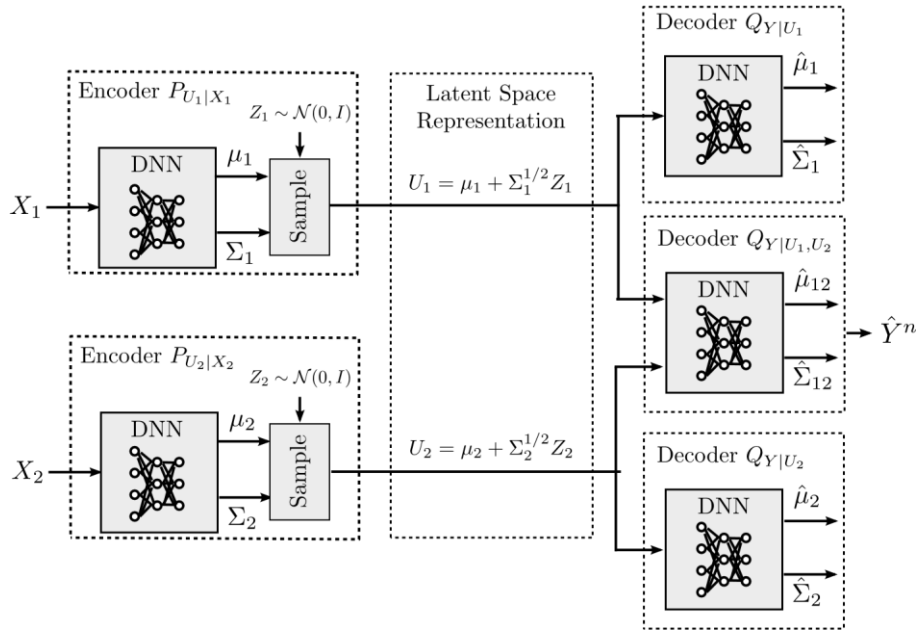 Encoder P_{U_1|X_1}
Z_1 ∼ 𝒩(0, I)
DNN
μ_1
Σ_1
Sample
X_1
Encoder P_{U_2|X_2}
Z_2 ∼ 𝒩(0, I)
DNN
μ_2
Σ_2
Sample
X_2
Latent Space
Representation
U_1 = μ_1 + Σ_1^{1/2} Z_1
U_2 = μ_2 + Σ_2^{1/2} Z_2
Decoder Q_{Y|U_1}
DNN
μ̂_1
Σ̂_1
Decoder Q_{Y|U_1,U_2}
DNN
μ̂_{12}
Σ̂_{12}
Ŷ^n
Decoder Q_{Y|U_2}
DNN
μ̂_2
Σ̂_2